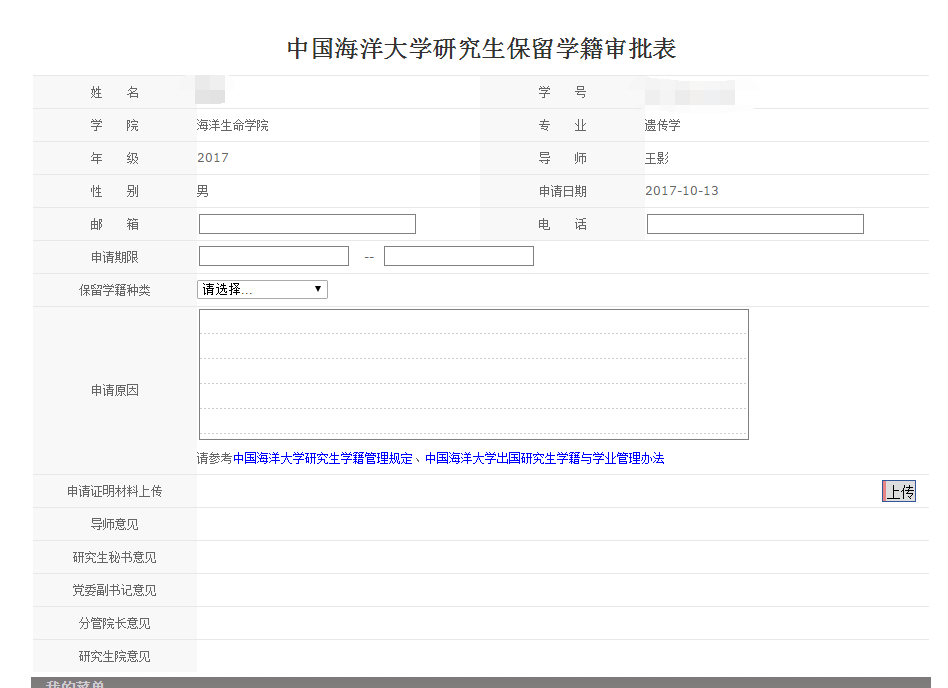 中国海洋大学研究生保留学籍审批表
姓 名 学 号
学 院 海洋生命学院 专 业 遗传学
年 级 2017 导 师 王影
性 别 男 申请日期 2017-10-13
邮 箱 电 话
申请期限 --
保留学籍种类 请选择...
申请原因
请参考中国海洋大学研究生学籍管理规定、中国海洋大学出国研究生学籍与学业管理办法
申请证明材料上传 上传
导师意见
研究生秘书意见
党委副书记意见
分管院长意见
研究生院意见
我的菜单